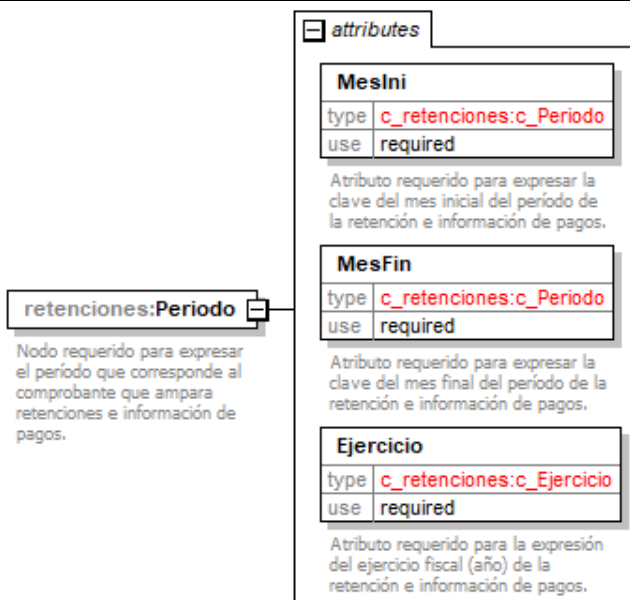 attributes
MesIni
type c_retenciones:c_Periodo
use required
Atributo requerido para expresar la
clave del mes inicial del período de
la retención e información de pagos.
MesFin
type c_retenciones:c_Periodo
use required
Atributo requerido para expresar la
clave del mes final del período de la
retención e información de pagos.
retenciones:Periodo
Nodo requerido para expresar
el período que corresponde al
comprobante que ampara
retenciones e información de
pagos.
Ejercicio
type c_retenciones:c_Ejercicio
use required
Atributo requerido para la expresión
del ejercicio fiscal (año) de la
retención e información de pagos.